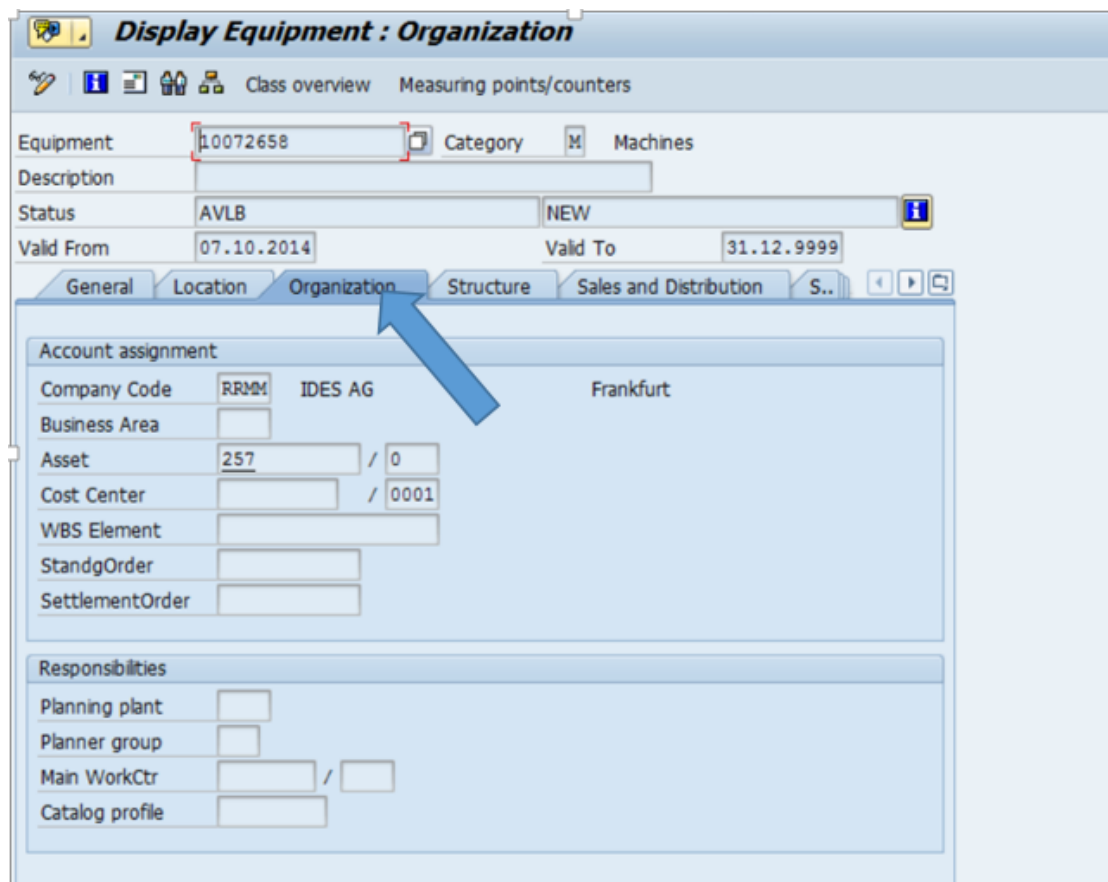 Display Equipment : Organization
Class overview Measuring points/counters
Equipment 10072658 Category M Machines
Description
Status AVLB NEW
Valid From 07.10.2014 Valid To 31.12.9999
General Location Organization Structure Sales and Distribution S..
Account assignment
Company Code RRMM IDES AG Frankfurt
Business Area
Asset 257 / 0
Cost Center / 0001
WBS Element
StandgOrder
SettlementOrder
Responsibilities
Planning plant
Planner group
Main WorkCtr /
Catalog profile